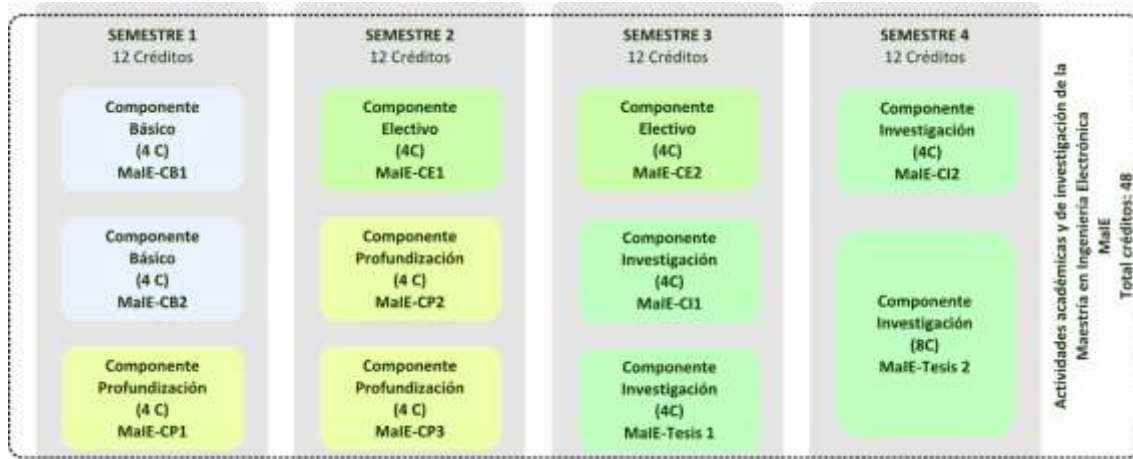 SEMESTRE 1
12 Créditos
Componente
Básico
(4 C)
MaIE-CB1
Componente
Básico
(4 C)
MaIE-CB2
Componente
Profundización
(4 C)
MaIE-CP1
SEMESTRE 2
12 Créditos
Componente
Electivo
(4C)
MaIE-CE1
Componente
Profundización
(4 C)
MaIE-CP2
Componente
Profundización
(4 C)
MaIE-CP3
SEMESTRE 3
12 Créditos
Componente
Electivo
(4C)
MaIE-CE2
Componente
Investigación
(4C)
MaIE-CI1
Componente
Investigación
(4C)
MaIE-Tesis 1
SEMESTRE 4
12 Créditos
Componente
Investigación
(4C)
MaIE-CI2
Componente
Investigación
(8C)
MaIE-Tesis 2
Actividades académicas y de investigación de la
Maestría en Ingeniería Electrónica
MaIE
Total créditos: 48